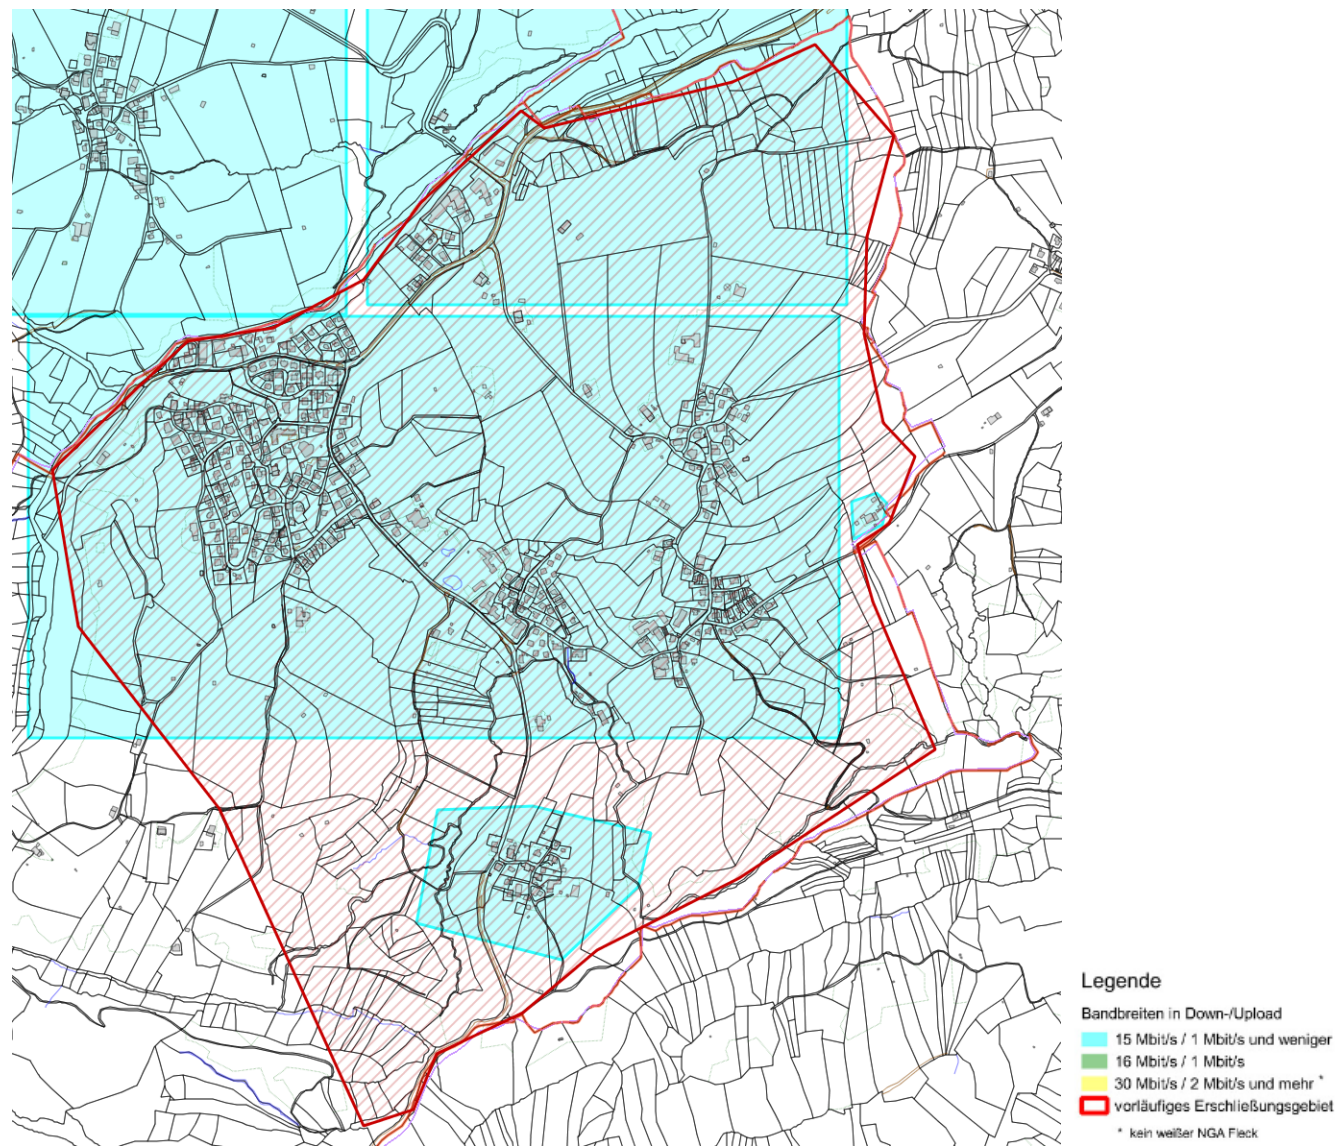 Legende
Bandbreiten in Down-/Upload
15 Mbit/s / 1 Mbit/s und weniger
16 Mbit/s / 1 Mbit/s
30 Mbit/s / 2 Mbit/s und mehr *
vorläufiges Erschließungsgebiet
* kein weißer NGA Fleck